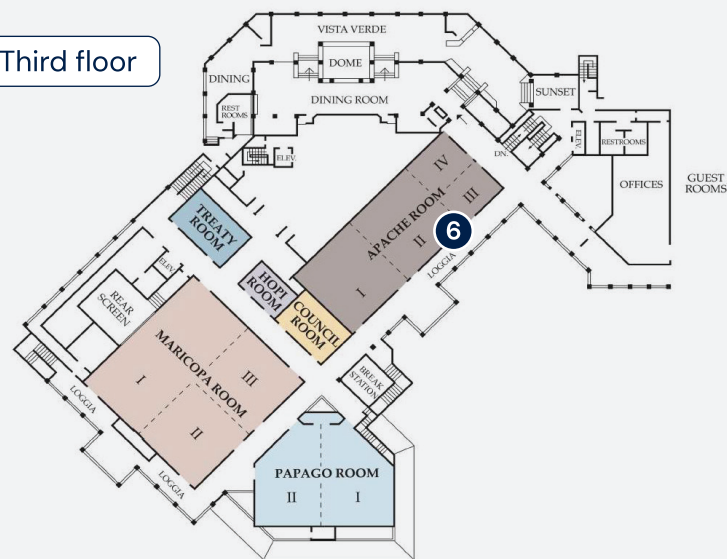 Third floor
VISTA VERDE
DOME
DINING
DINING ROOM
SUNSET
REST
ROOMS
ELEV.
DN.
ELEV.
RESTROOMS
OFFICES
GUEST
ROOMS
IV
III
APACHE ROOM
II
6
I
LOGGIA
TREATY
ROOM
HOPI
ROOM
COUNCIL
ROOM
ELEV.
REAR
SCREEN
MARICOPA ROOM
I
III
II
LOGGIA
LOGGIA
BREAK
STATION
PAPAGO ROOM
II
I